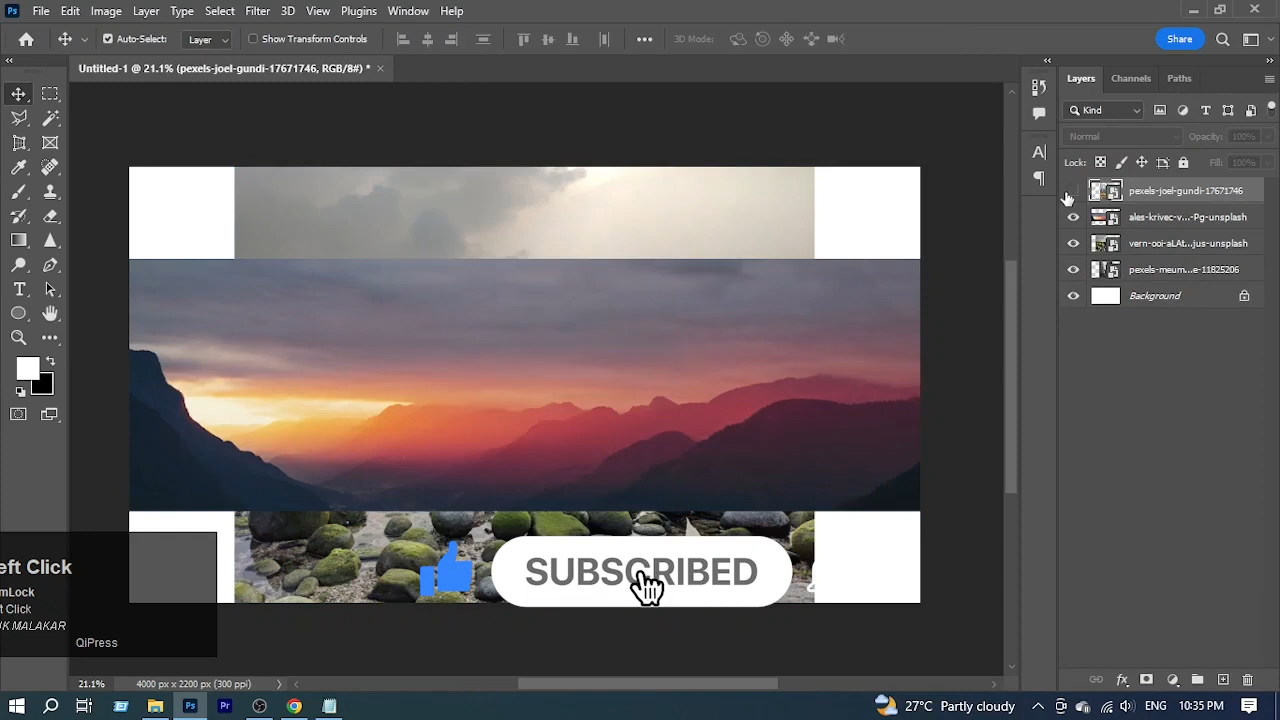 Ps File Edit Image Layer Type Select Filter 3D View Plugins Window Help
Auto-Select: Layer Show Transform Controls 3D Mode: Share
Untitled-1 @ 21.1% (pexels-joel-gundi-17671746, RGB/8#) *
Layers Channels Paths
Kind
Normal Opacity: 100%
Lock: Fill: 100%
pexels-joel-gundi-17671746
ales-krivec-v...-Pg-unsplash
vern-ooi-alAt...jus-unsplash
pexels-meum...e-11825206
Background
eft Click
mLock
t Click
K MALAKAR
QiPress
SUBSCRIBED
21.1% 4000 px x 2200 px (300 ppi)
Ps Pr 27°C Partly cloudy ENG 10:35 PM